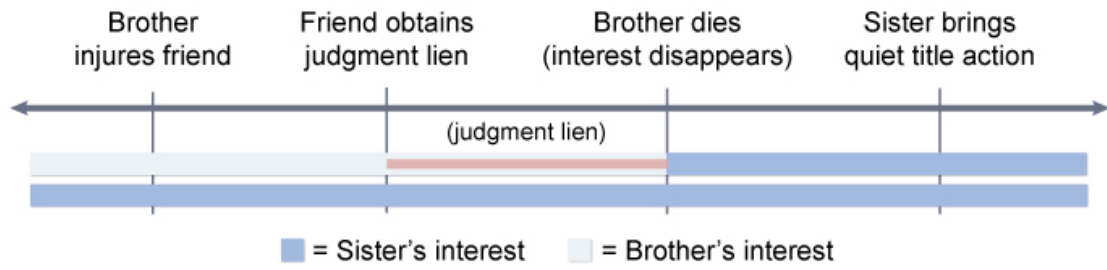 Brother
injures friend
Friend obtains
judgment lien
Brother dies
(interest disappears)
Sister brings
quiet title action
(judgment lien)
= Sister’s interest
= Brother’s interest